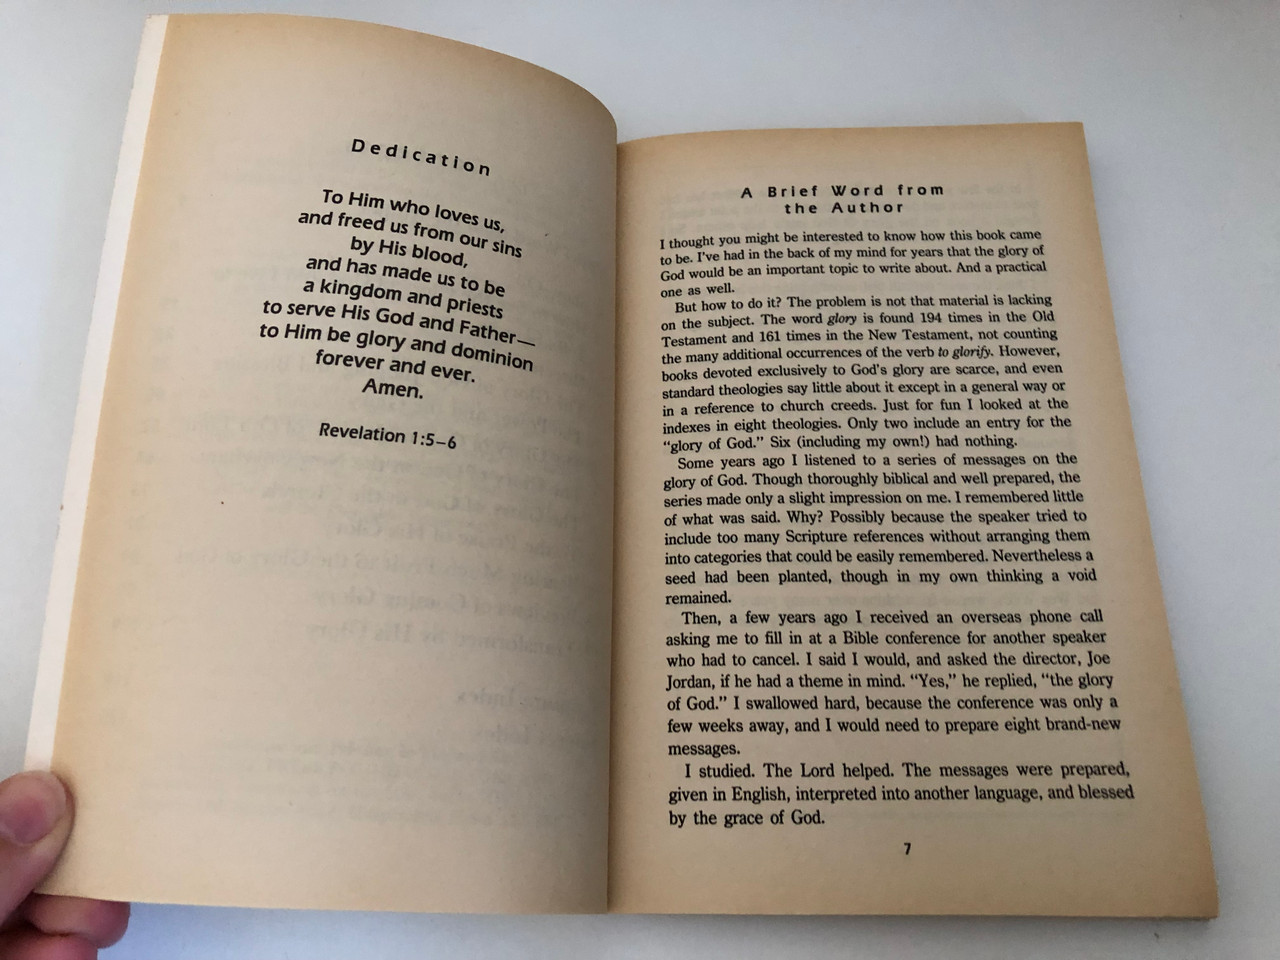 Dedication
To Him who loves us,
and freed us from our sins
by His blood,
and has made us to be
a kingdom and priests
to serve His God and Father—
to Him be glory and dominion
forever and ever.
Amen.
Revelation 1:5–6
A Brief Word from
the Author
I thought you might be interested to know how this book came
to be. I've had in the back of my mind for years that the glory of
God would be an important topic to write about. And a practical
one as well.
But how to do it? The problem is not that material is lacking
on the subject. The word glory is found 194 times in the Old
Testament and 161 times in the New Testament, not counting
the many additional occurrences of the verb to glorify. However,
books devoted exclusively to God's glory are scarce, and even
standard theologies say little about it except in a general way or
in a reference to church creeds. Just for fun I looked at the
indexes in eight theologies. Only two include an entry for the
“glory of God.” Six (including my own!) had nothing.
Some years ago I listened to a series of messages on the
glory of God. Though thoroughly biblical and well prepared, the
series made only a slight impression on me. I remembered little
of what was said. Why? Possibly because the speaker tried to
include too many Scripture references without arranging them
into categories that could be easily remembered. Nevertheless a
seed had been planted, though in my own thinking a void
remained.
Then, a few years ago I received an overseas phone call
asking me to fill in at a Bible conference for another speaker
who had to cancel. I said I would, and asked the director, Joe
Jordan, if he had a theme in mind. “Yes,” he replied, “the glory
of God.” I swallowed hard, because the conference was only a
few weeks away, and I would need to prepare eight brand-new
messages.
I studied. The Lord helped. The messages were prepared,
given in English, interpreted into another language, and blessed
by the grace of God.
7